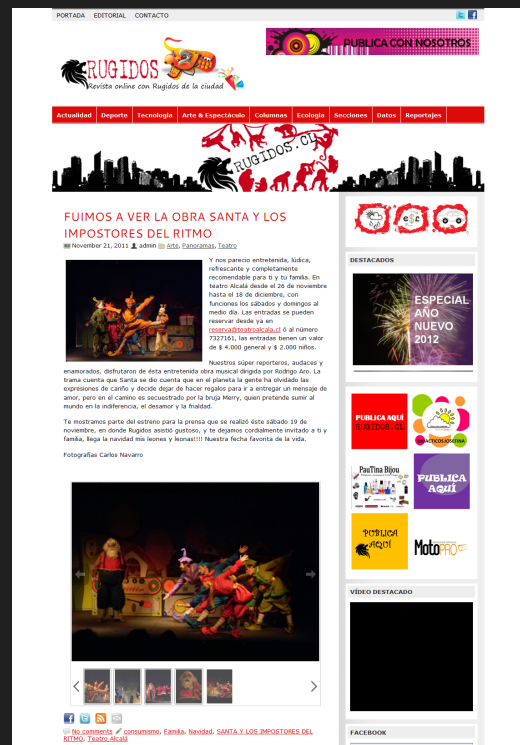 PORTADA EDITORIAL CONTACTO
PUBLICA CON NOSOTROS
RUGIDOS
Revista online con Rugidos de la ciudad
Actualidad Deporte Tecnología Arte & Espectáculo Columnas Ecología Secciones Datos Reportajes
RUGIDOS.CL
FUIMOS A VER LA OBRA SANTA Y LOS
IMPOSTORES DEL RITMO
November 21, 2011 admin Arte, Panoramas, Teatro
Y nos parecio entretenida, lúdica,
refrescante y completamente
recomendable para ti y tu familia. En
teatro Alcalá desde el 26 de noviembre
hasta el 18 de diciembre, con
funciones los sábados y domingos al
medio día. Las entradas se pueden
reservar desde ya en
reserva@teatroalcala.cl ó al número
7327161, las entradas tienen un valor
de $ 4.000 general y $ 2.000 niños.
Nuestros súper reporteros, audaces y
enamorados, disfrutaron de ésta entretenida obra musical dirigida por Rodrigo Aro. La
trama cuenta que Santa se dio cuenta que en el planeta la gente ha olvidado las
expresiones de cariño y decide dejar de hacer regalos para ir a entregar un mensaje de
amor, pero en el camino es secuestrado por la bruja Merry, quien pretende sumir al
mundo en la indiferencia, el desamor y la frialdad.
Te mostramos parte del estreno para la prensa que se realizó éste sábado 19 de
noviembre, en donde Rugidos asistió gustoso, y te dejamos cordialmente invitado a ti y
familia, llega la navidad mis leones y leonas!!!! Nuestra fecha favorita de la vida.
Fotografías Carlos Navarro
No comments consumismo, Familia, Navidad, SANTA Y LOS IMPOSTORES DEL
RITMO, Teatro Alcalá
DESTACADOS
ESPECIAL
AÑO
NUEVO
2012
PUBLICA AQUÍ
RUGIDOS.CL
DIDACTICOSJOSEFINA
PauTina Bijou
PUBLICA
AQUÍ
PUBLICA
AQUÍ
MotoPRO
VÍDEO DESTACADO
FACEBOOK